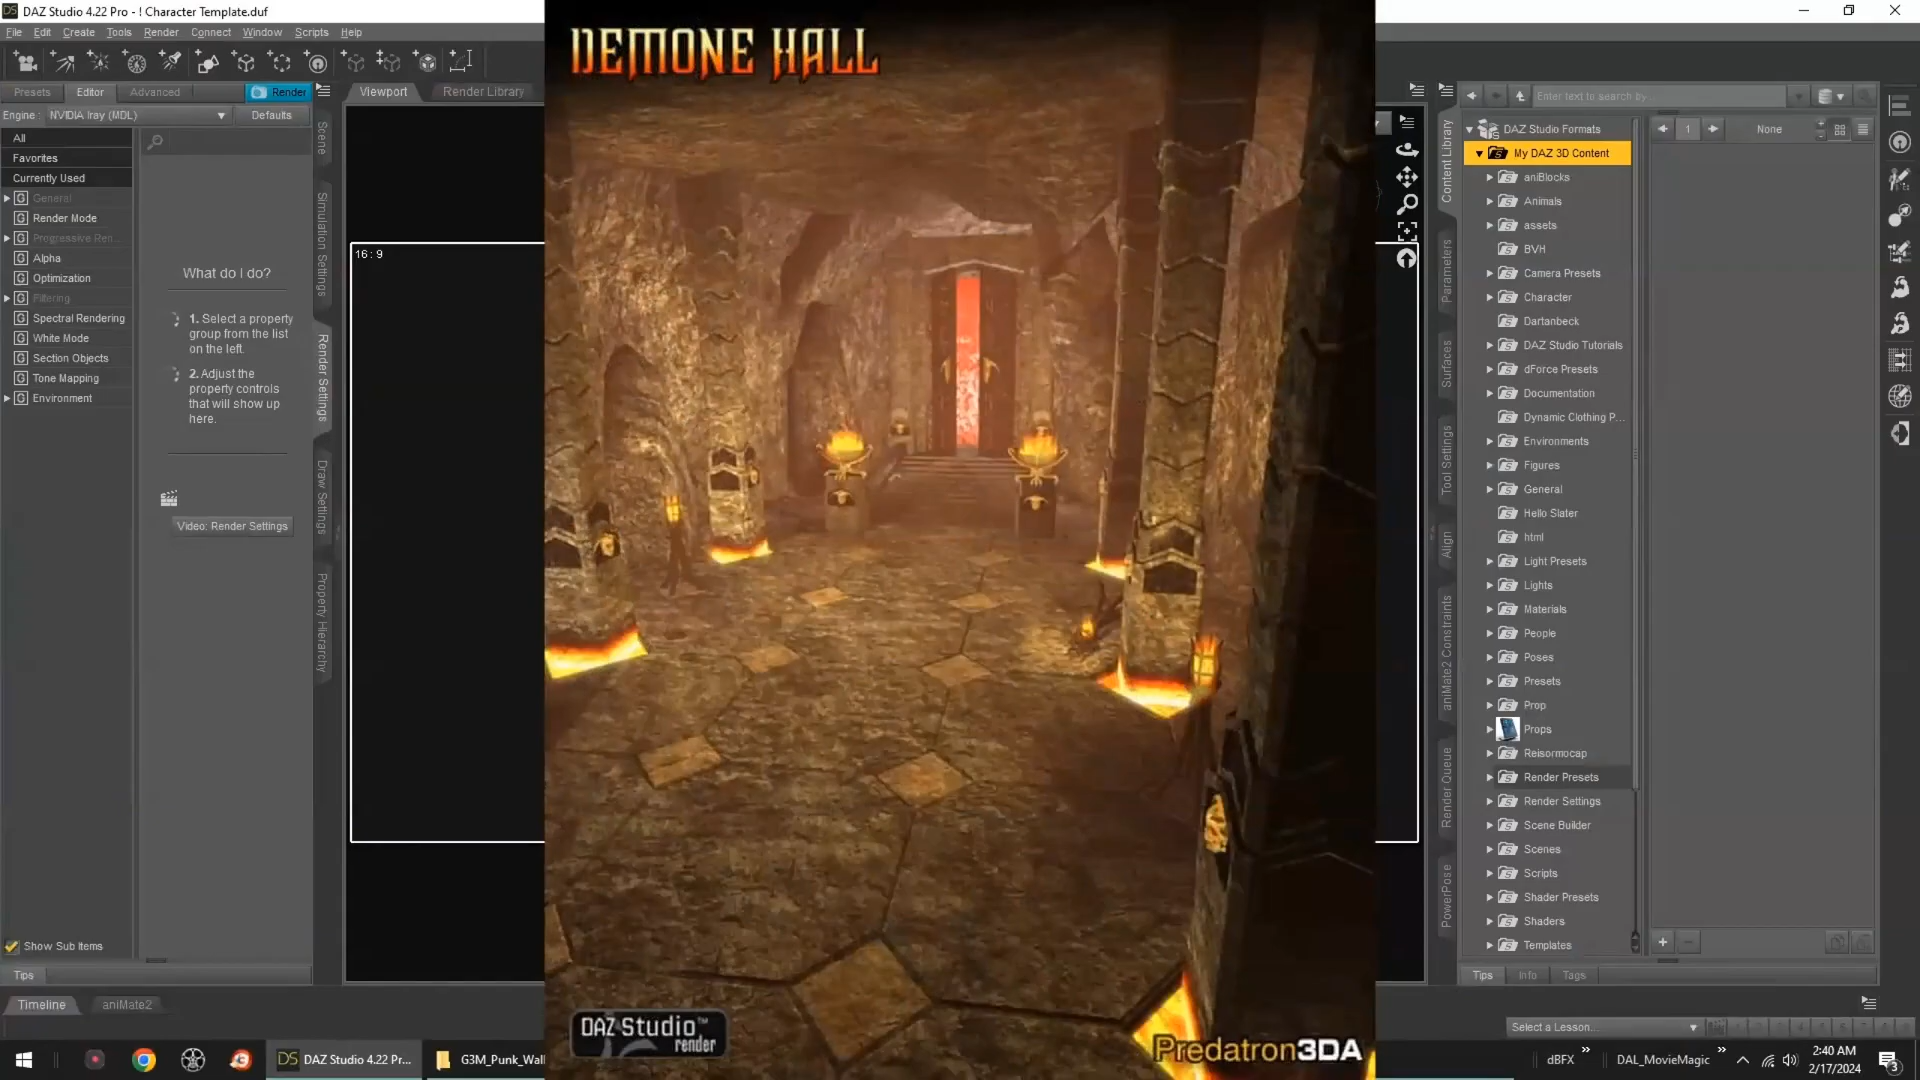 DAZ Studio 4.22 Pro - ! Character Template.duf
File Edit Create Tools Render Connect Window Scripts Help
Presets Editor Advanced Render
Viewport Render Library
Engine : NVIDIA Iray (MDL) Defaults
All
Favorites
Currently Used
General
Render Mode
Progressive Ren...
Alpha
Optimization
Filtering
Spectral Rendering
White Mode
Section Objects
Tone Mapping
Environment
Show Sub Items
Tips
What do I do?
1. Select a property
group from the list
on the left.
2. Adjust the
property controls
that will show up
here.
Video: Render Settings
Scene
Simulation Settings
Render Settings
Draw Settings
Property Hierarchy
16 : 9
DEMONE HALL
DAZ Studio™
render
Predatron3DA
Content Library
Parameters
Surfaces
Tool Settings
Align
aniMate2 Constraints
Render Queue
PowerPose
Enter text to search by ...
1 None
DAZ Studio Formats
My DAZ 3D Content
aniBlocks
Animals
assets
BVH
Camera Presets
Character
Dartanbeck
DAZ Studio Tutorials
dForce Presets
Documentation
Dynamic Clothing P...
Environments
Figures
General
Hello Slater
html
Light Presets
Lights
Materials
People
Poses
Presets
Prop
Props
Reisormocap
Render Presets
Render Settings
Scene Builder
Scenes
Scripts
Shader Presets
Shaders
Templates
Tips Info Tags
Timeline aniMate2
Select a Lesson...
DAZ Studio 4.22 Pr...
G3M_Punk_Wal
dBFX
DAL_MovieMagic
2:40 AM
2/17/2024
3